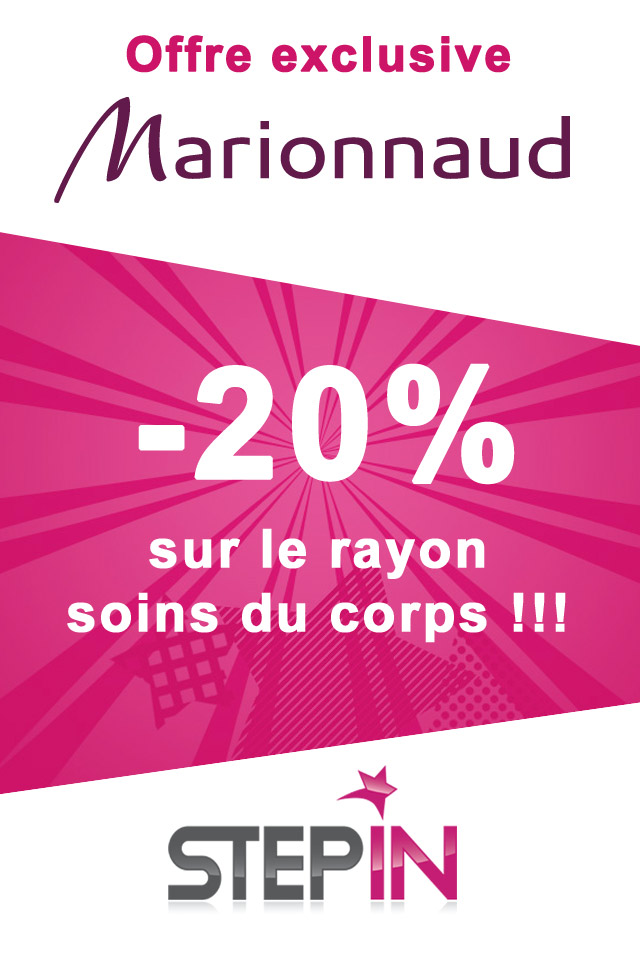 Offre exclusive
Marionnaud
-20%
sur le rayon
soins du corps !!!
STEPIN